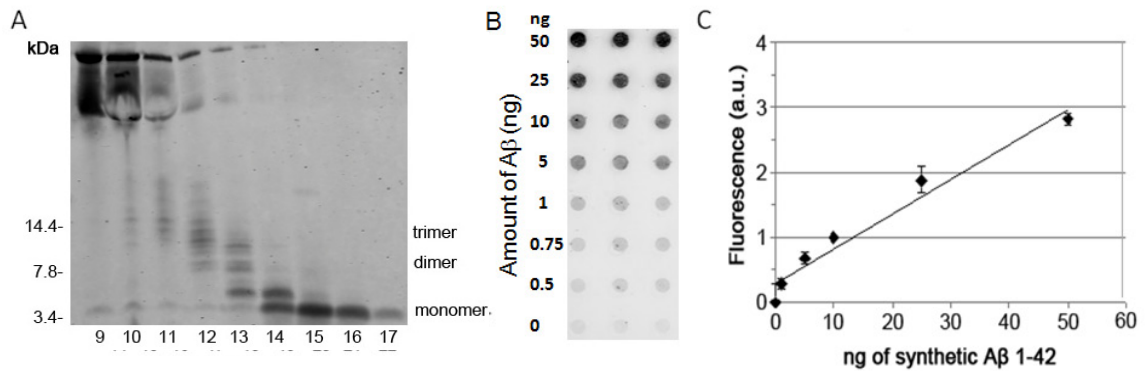 A
kDa
14.4-
7.8-
3.4-
trimer
dimer
monomer
9 10 11 12 13 14 15 16 17
B
ng
50
25
10
5
1
0.75
0.5
0
Amount of Aβ (ng)
C
Fluorescence (a.u.)
4
3
2
1
0
0 10 20 30 40 50 60
ng of synthetic Aβ 1-42